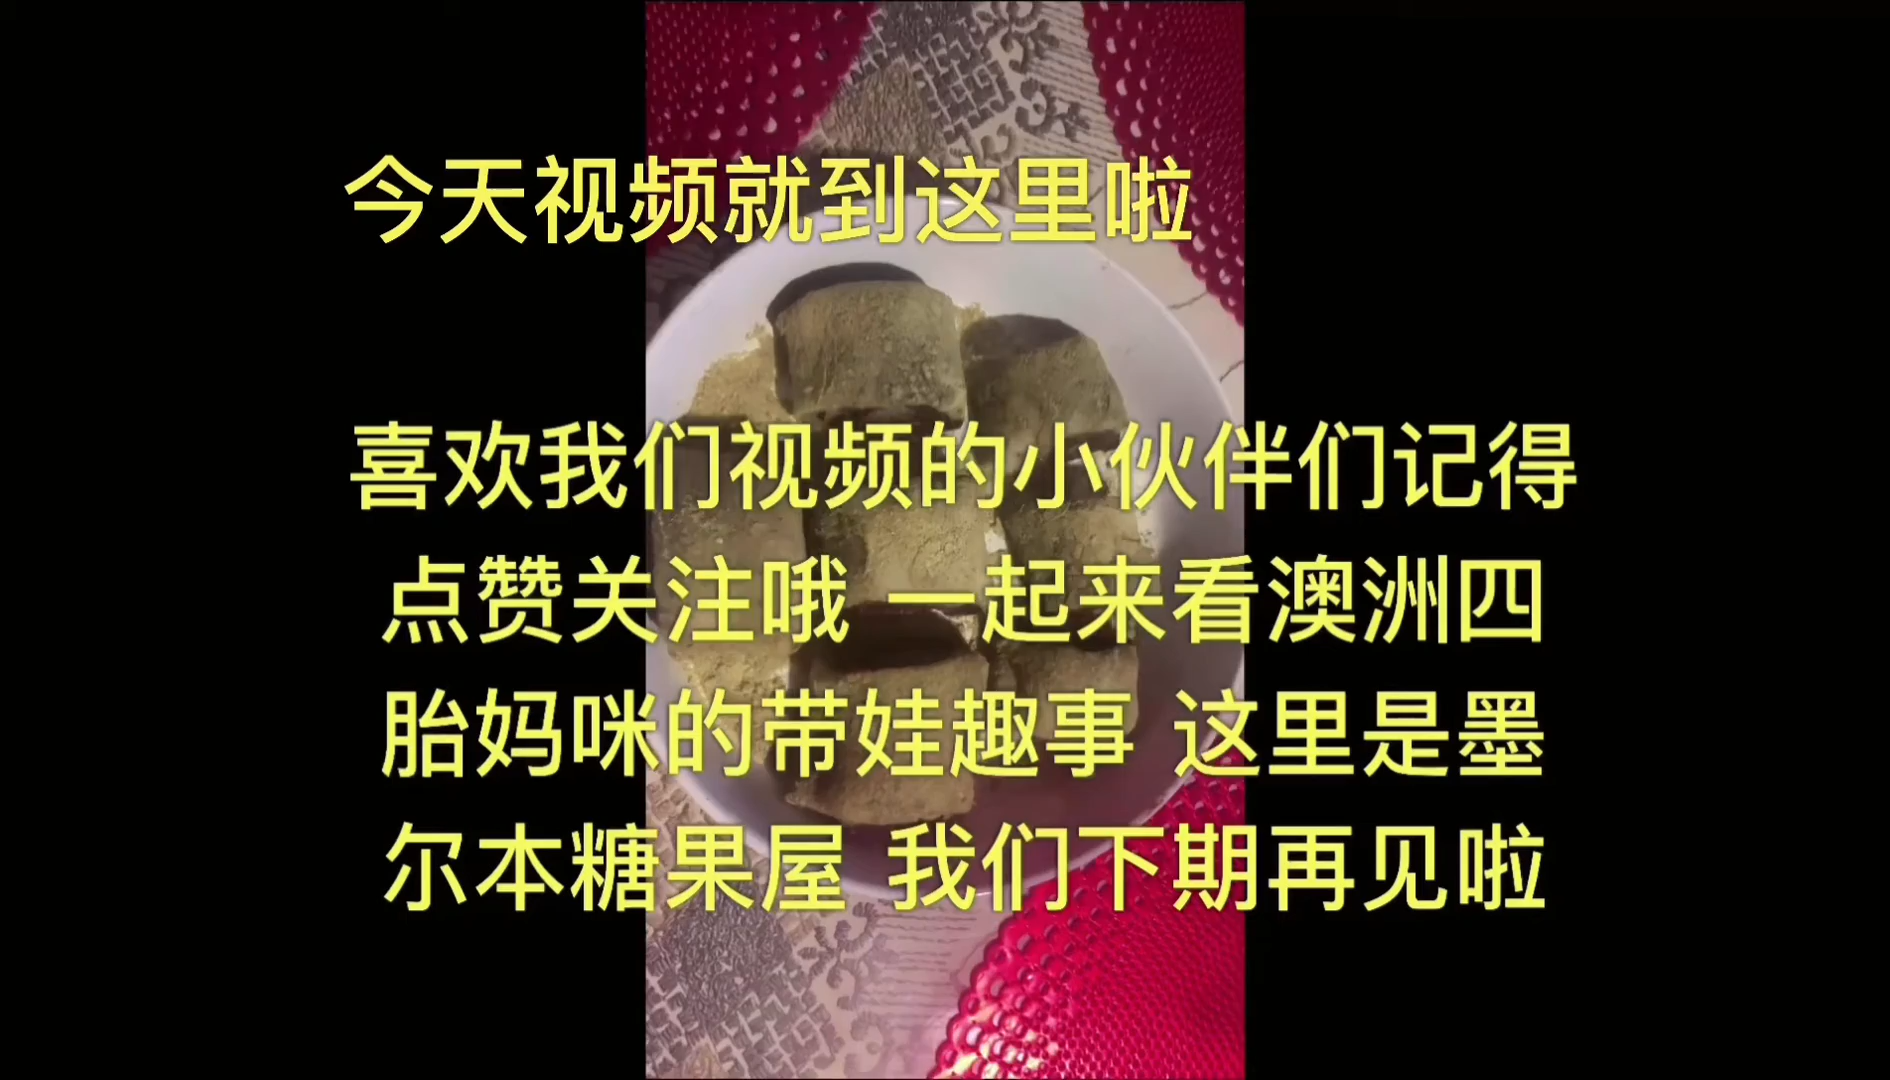 今天视频就到这里啦
喜欢我们视频的小伙伴们记得
点赞关注哦 一起来看澳洲四
胎妈咪的带娃趣事 这里是墨
尔本糖果屋 我们下期再见啦